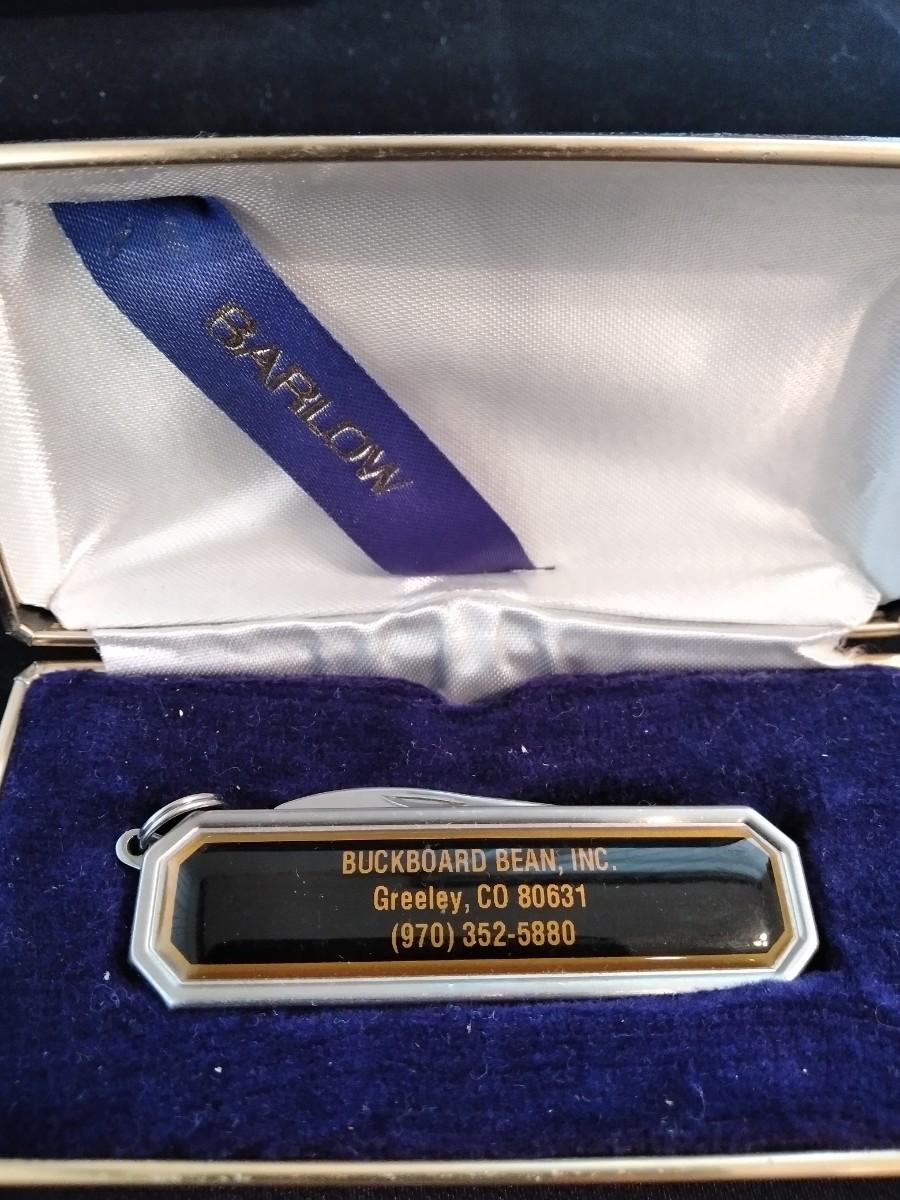 BARLOW
BUCKBOARD BEAN, INC.
Greeley, CO 80631
(970) 352-5880